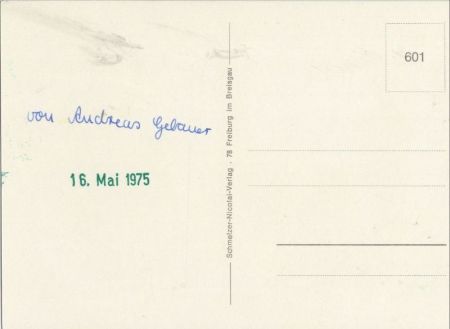 von Andreas Gebauer
16. Mai 1975
Schmelzer-Nicolai-Verlag . 78 Freiburg im Breisgau
601